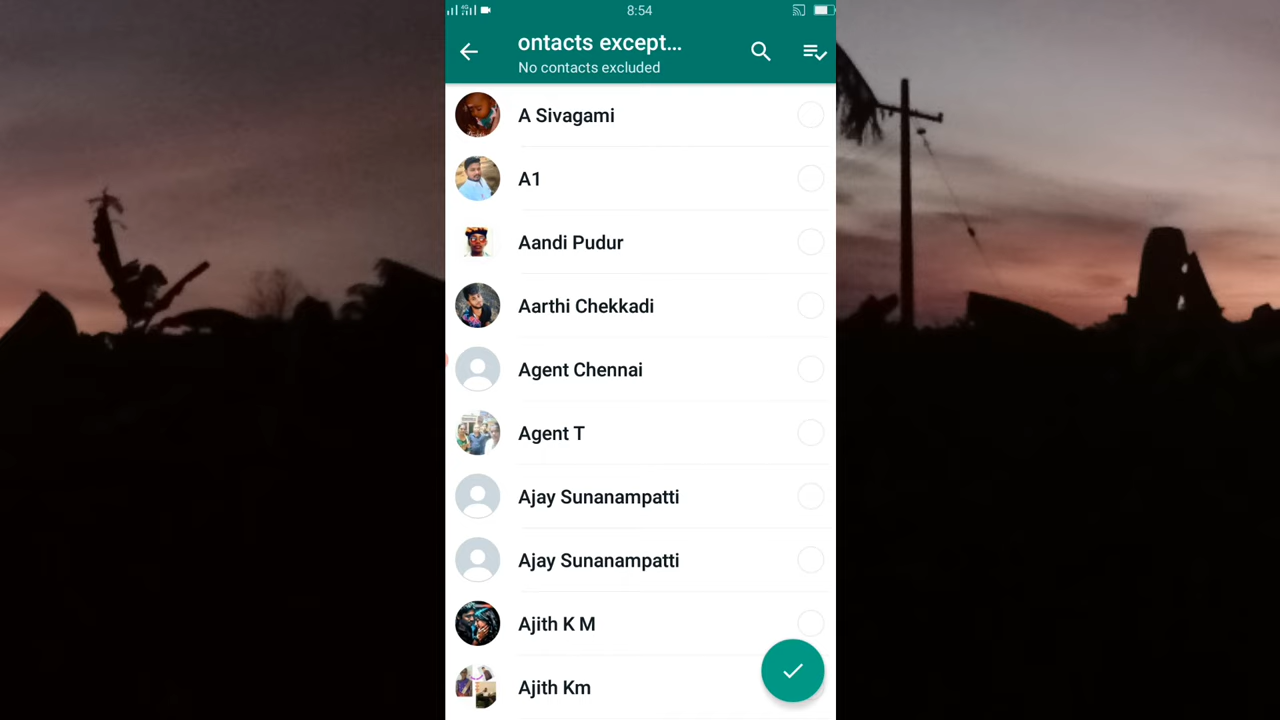 8:54
ontacts except...
No contacts excluded
A Sivagami
A1
Aandi Pudur
Aarthi Chekkadi
Agent Chennai
Agent T
Ajay Sunanampatti
Ajay Sunanampatti
Ajith K M
Ajith Km